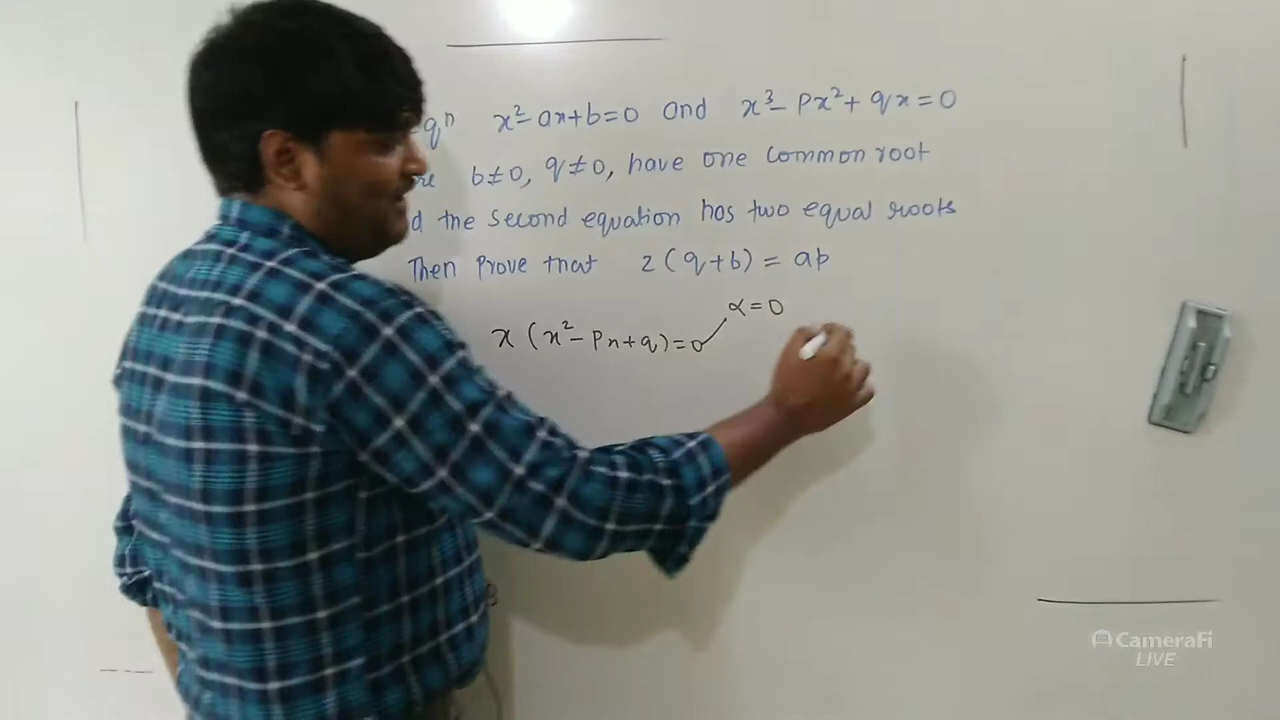 qⁿ x²- ax+b=0 and x³- Px²+ qx=0
re b≠0, q≠0, have one common root
d the second equation has two equal roots
Then Prove that 2(q+b) = ap
α=0
x (x²- Px+q)=0
CameraFi
LIVE